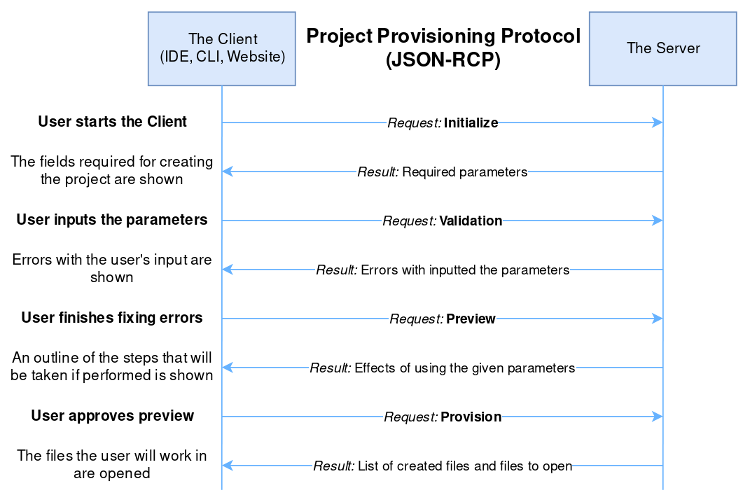 The Client
(IDE, CLI, Website)
Project Provisioning Protocol
(JSON-RCP)
The Server
User starts the Client
Request: Initialize
The fields required for creating
the project are shown
Result: Required parameters
User inputs the parameters
Request: Validation
Errors with the user's input are
shown
Result: Errors with inputted the parameters
User finishes fixing errors
Request: Preview
An outline of the steps that will
be taken if performed is shown
Result: Effects of using the given parameters
User approves preview
Request: Provision
The files the user will work in
are opened
Result: List of created files and files to open